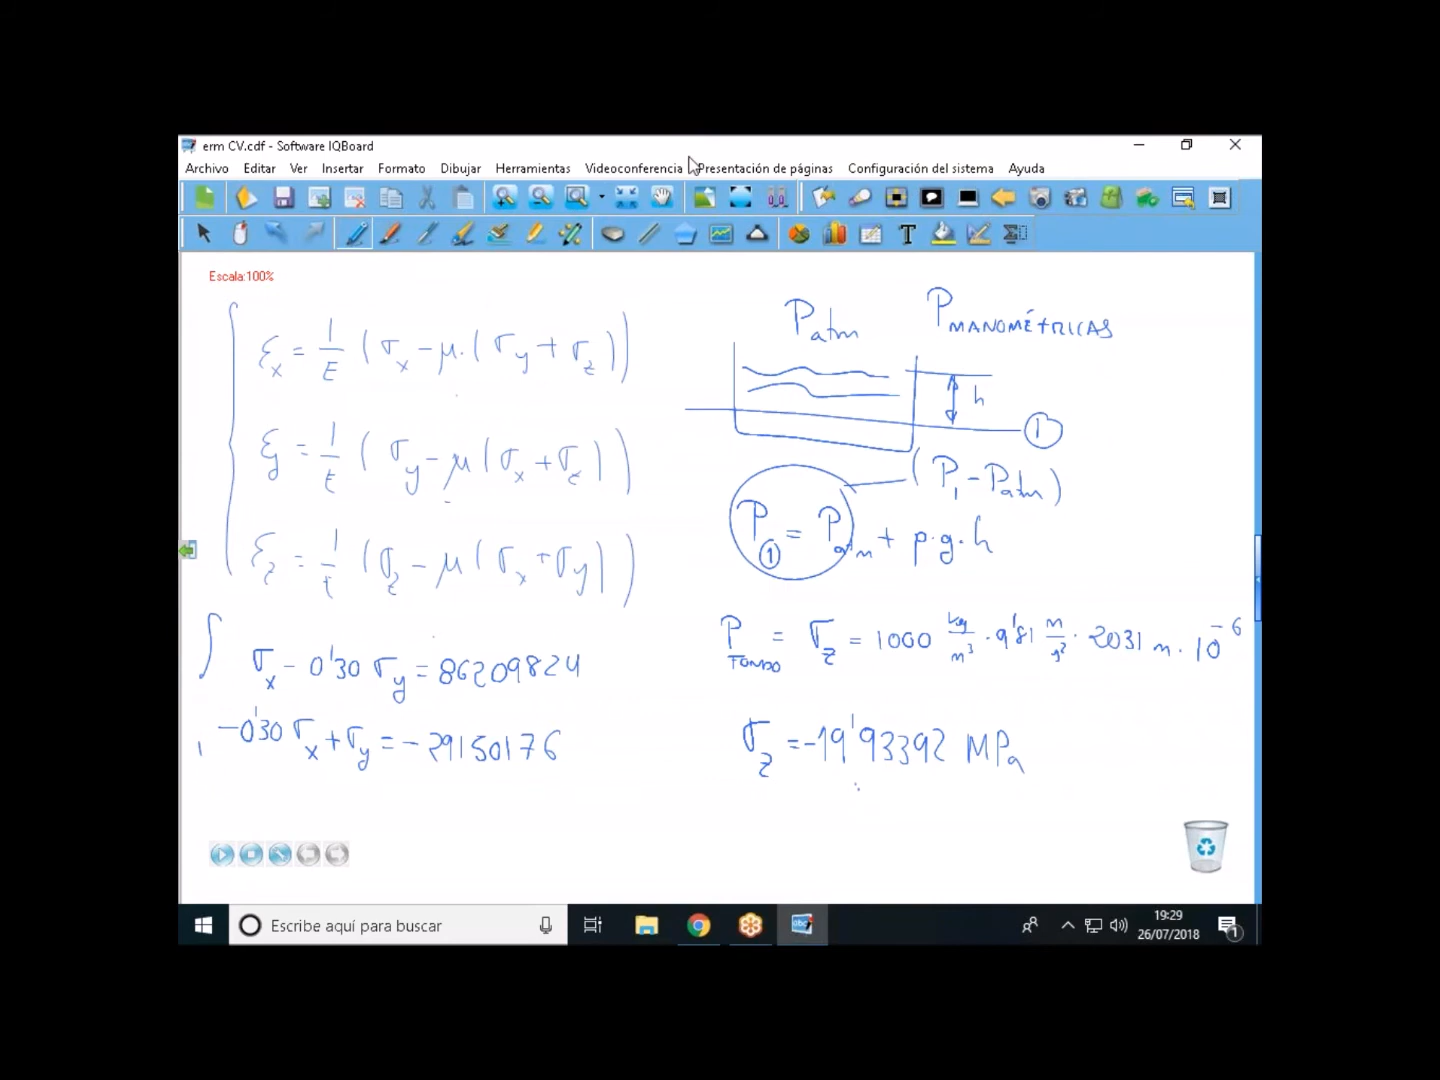 erm CV.cdf - Software IQBoard
Archivo Editar Ver Insertar Formato Dibujar Herramientas Videoconferencia Presentación de páginas Configuración del sistema Ayuda
Escala:100%
εx = 1/E (σx - μ·(σy + σz))
εy = 1/E (σy - μ(σx + σz))
εz = 1/E (σz - μ(σx + σy))
σx - 0'30 σy = 86209824
-0'30 σx + σy = -29150176
Patm PMANOMÉTRICAS
h
1
(P1 - Patm)
P1 = Patm + ρ·g·h
PFONDO = σz = 1000 kg/m³ · 9'81 m/s² · 2031 m · 10⁻⁶
σz = -19'93392 MPa
Escribe aquí para buscar
19:29
26/07/2018
1